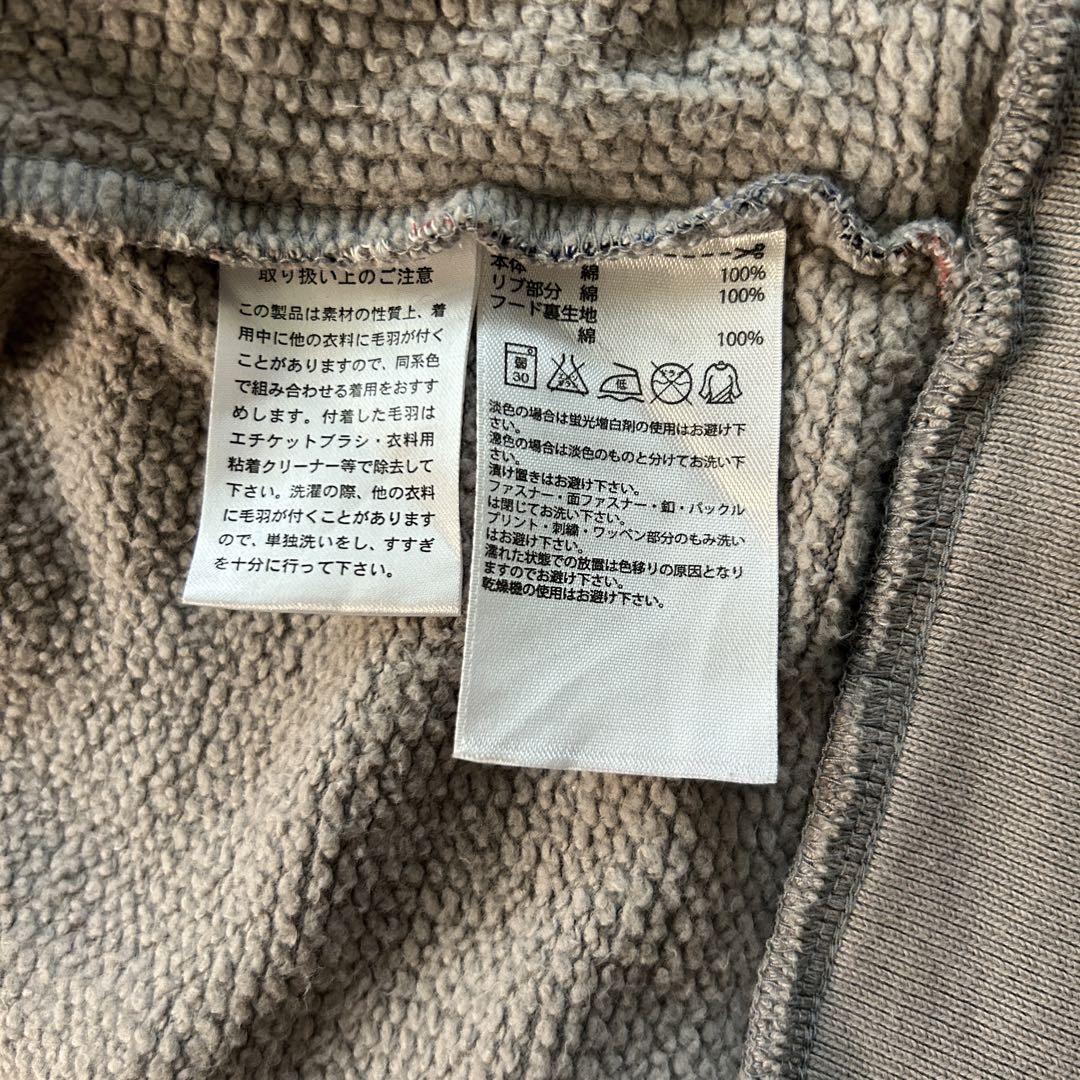 取り扱い上のご注意
この製品は素材の性質上、着
用中に他の衣料に毛羽が付く
ことがありますので、同系色
で組み合わせる着用をおすす
めします。付着した毛羽は
エチケットブラシ・衣料用
粘着クリーナー等で除去して
下さい。洗濯の際、他の衣料
に毛羽が付くことがあります
ので、単独洗いをし、すすぎ
を十分に行って下さい。
本体 綿 100%
リブ部分 綿 100%
フード裏生地
綿 100%
弱 30
エンソサラシ
低
ドライ
淡色の場合は蛍光増白剤の使用はお避け下
さい。
濃色の場合は淡色のものと分けてお洗い下
さい。
漬け置きはお避け下さい。
ファスナー・面ファスナー・釦・バックル
は閉じてお洗い下さい。
プリント・刺繍・ワッペン部分のもみ洗い
はお避け下さい。
濡れた状態での放置は色移りの原因となり
ますのでお避け下さい。
乾燥機の使用はお避け下さい。